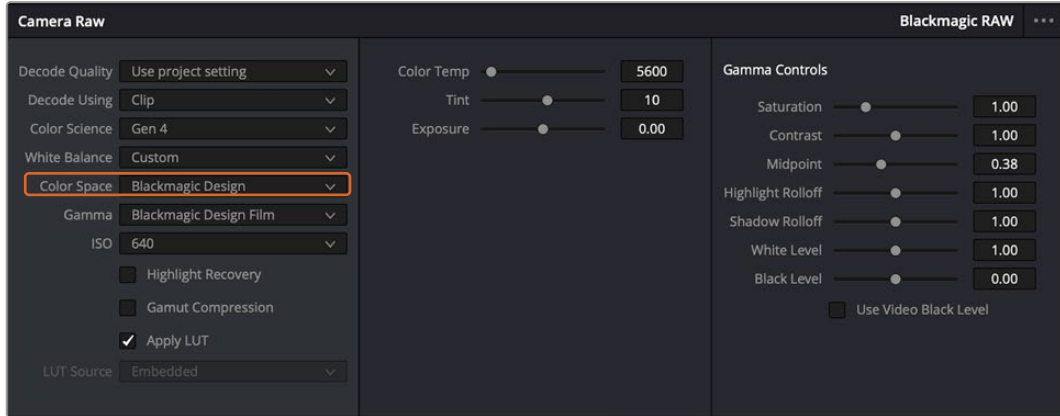 Camera Raw
Blackmagic RAW
Decode Quality Use project setting
Decode Using Clip
Color Science Gen 4
White Balance Custom
Color Space Blackmagic Design
Gamma Blackmagic Design Film
ISO 640
Highlight Recovery
Gamut Compression
Apply LUT
LUT Source Embedded
Color Temp 5600
Tint 10
Exposure 0.00
Gamma Controls
Saturation 1.00
Contrast 1.00
Midpoint 0.38
Highlight Rolloff 1.00
Shadow Rolloff 1.00
White Level 1.00
Black Level 0.00
Use Video Black Level